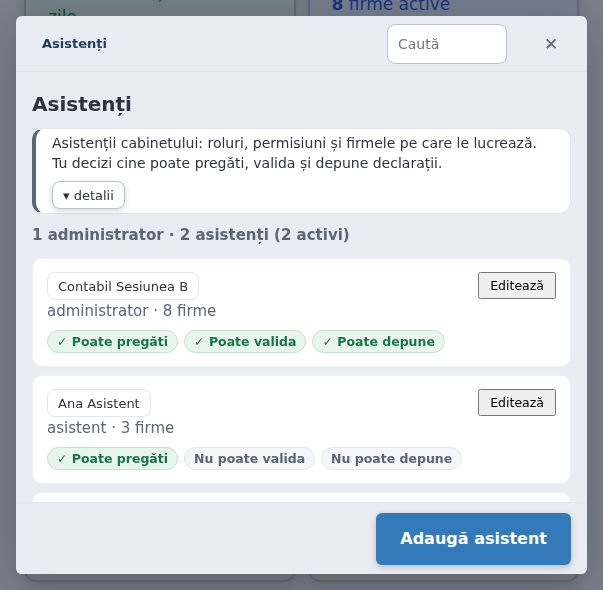 zile
8 firme active
Asistenți
Caută
✕
Asistenți
Asistenții cabinetului: roluri, permisiuni și firmele pe care le lucrează.
Tu decizi cine poate pregăti, valida și depune declarații.
▾ detalii
1 administrator · 2 asistenți (2 activi)
Contabil Sesiunea B
Editează
administrator · 8 firme
✓ Poate pregăti ✓ Poate valida ✓ Poate depune
Ana Asistent
Editează
asistent · 3 firme
✓ Poate pregăti Nu poate valida Nu poate depune
Adaugă asistent